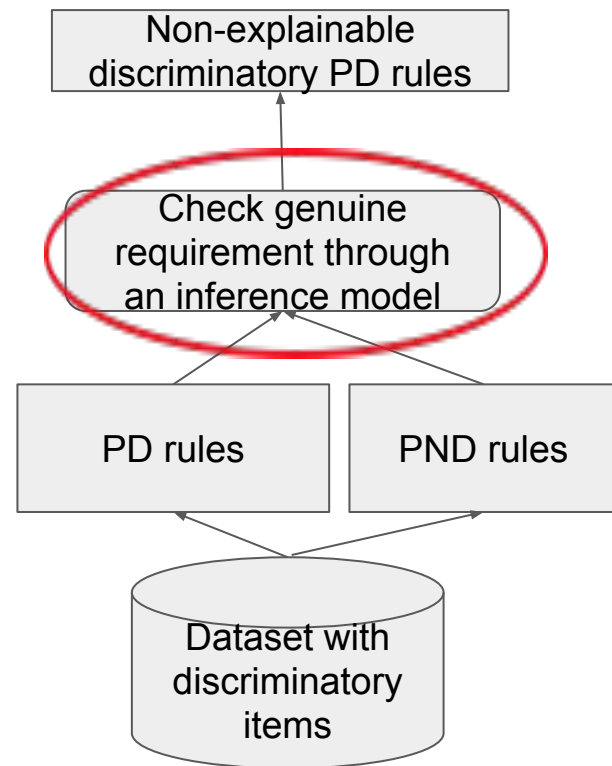 Non-explainable
discriminatory PD rules
Check genuine
requirement through
an inference model
PD rules
PND rules
Dataset with
discriminatory
items